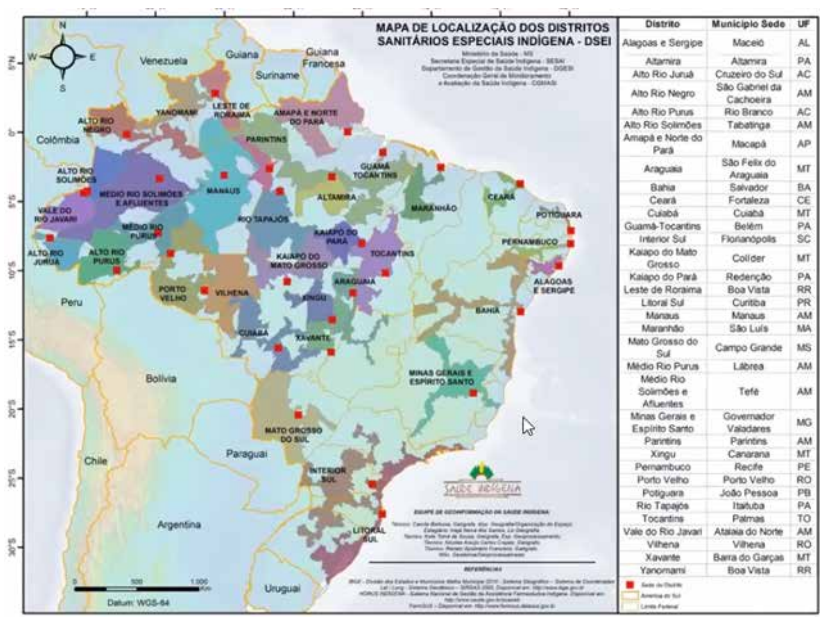 MAPA DE LOCALIZAÇÃO DOS DISTRITOS
SANITÁRIOS ESPECIAIS INDÍGENA - DSEI
Ministério da Saúde - MS
Secretaria Especial de Saúde Indígena - SESAI
Departamento de Gestão da Saúde Indígena - DGESI
Coordenação Geral de Monitoramento
e Avaliação da Saúde Indígena - CGMASI
N
W
E
S
5°N
0°
5°S
10°S
15°S
20°S
25°S
30°S
Venezuela
Guiana
Guiana
Francesa
Suriname
Colômbia
Peru
Bolívia
Chile
Paraguai
Argentina
Uruguai
YANOMAMI
LESTE DE
RORAIMA
AMAPÁ E NORTE
DO PARÁ
ALTO RIO
NEGRO
PARINTINS
ALTO RIO
SOLIMÕES
MÉDIO RIO SOLIMÕES
E AFLUENTES
MANAUS
GUAMÁ
TOCANTINS
ALTAMIRA
MARANHÃO
CEARÁ
POTIGUARA
VALE DO
RIO JAVARI
MÉDIO RIO
PURUS
RIO TAPAJÓS
KAIAPÓ DO
PARÁ
TOCANTINS
PERNAMBUCO
ALTO RIO
JURUÁ
ALTO RIO
PURUS
KAIAPÓ DO
MATO GROSSO
ARAGUAIA
ALAGOAS
E SERGIPE
PORTO
VELHO
VILHENA
XINGU
BAHIA
CUIABÁ
XAVANTE
MINAS GERAIS E
ESPÍRITO SANTO
MATO GROSSO
DO SUL
INTERIOR
SUL
LITORAL
SUL
SAÚDE INDÍGENA
EQUIPE DE GEOINFORMAÇÃO DA SAÚDE INDÍGENA
REFERÊNCIAS
0
500
1.000
Km
Datum: WGS-84
Distrito Município Sede UF
Alagoas e Sergipe Maceió AL
Altamira Altamira PA
Alto Rio Juruá Cruzeiro do Sul AC
Alto Rio Negro São Gabriel da Cachoeira AM
Alto Rio Purus Rio Branco AC
Alto Rio Solimões Tabatinga AM
Amapá e Norte do Pará Macapá AP
Araguaia São Felix do Araguaia MT
Bahia Salvador BA
Ceará Fortaleza CE
Cuiabá Cuiabá MT
Guamá-Tocantins Belém PA
Interior Sul Florianópolis SC
Kaiapo do Mato Grosso Colíder MT
Kaiapo do Pará Redenção PA
Leste de Roraima Boa Vista RR
Litoral Sul Curitiba PR
Manaus Manaus AM
Maranhão São Luís MA
Mato Grosso do Sul Campo Grande MS
Médio Rio Purus Lábrea AM
Médio Rio Solimões e Afluentes Tefé AM
Minas Gerais e Espírito Santo Governador Valadares MG
Parintins Parintins AM
Xingu Canarana MT
Pernambuco Recife PE
Porto Velho Porto Velho RO
Potiguara João Pessoa PB
Rio Tapajós Itaituba PA
Tocantins Palmas TO
Vale do Rio Javari Atalaia do Norte AM
Vilhena Vilhena RO
Xavante Barra do Garças MT
Yanomami Boa Vista RR
Sede do Distrito
América do Sul
Limite Federal